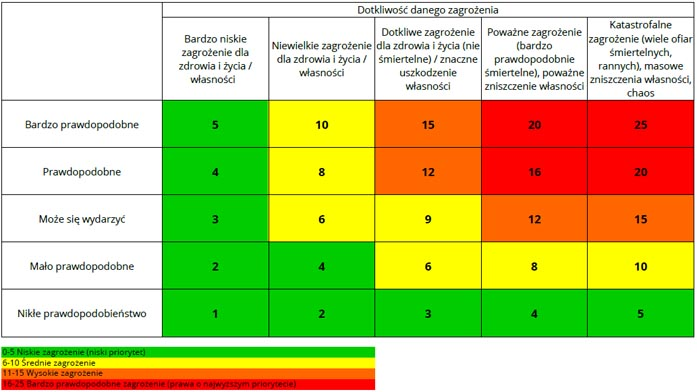 Dotkliwość danego zagrożenia
Bardzo niskie
zagrożenie dla
zdrowia i życia /
własności
Niewielkie zagrożenie
dla zdrowia i życia /
własności
Dotkliwe zagrożenie
dla zdrowia i życia (nie
śmiertelne) / znaczne
uszkodzenie
własności
Poważne zagrożenie
(bardzo
prawdopodobnie
śmiertelne), poważne
zniszczenie własności
Katastrofalne
zagrożenie (wiele ofiar
śmiertelnych,
rannych), masowe
zniszczenia własności,
chaos
Bardzo prawdopodobne 5 10 15 20 25
Prawdopodobne 4 8 12 16 20
Może się wydarzyć 3 6 9 12 15
Mało prawdopodobne 2 4 6 8 10
Nikłe prawdopodobieństwo 1 2 3 4 5
0-5 Niskie zagrożenie (niski priorytet)
6-10 Średnie zagrożenie
11-15 Wysokie zagrożenie
16-25 Bardzo prawdopodobne zagrożenie (prawa o najwyższym priorytecie)